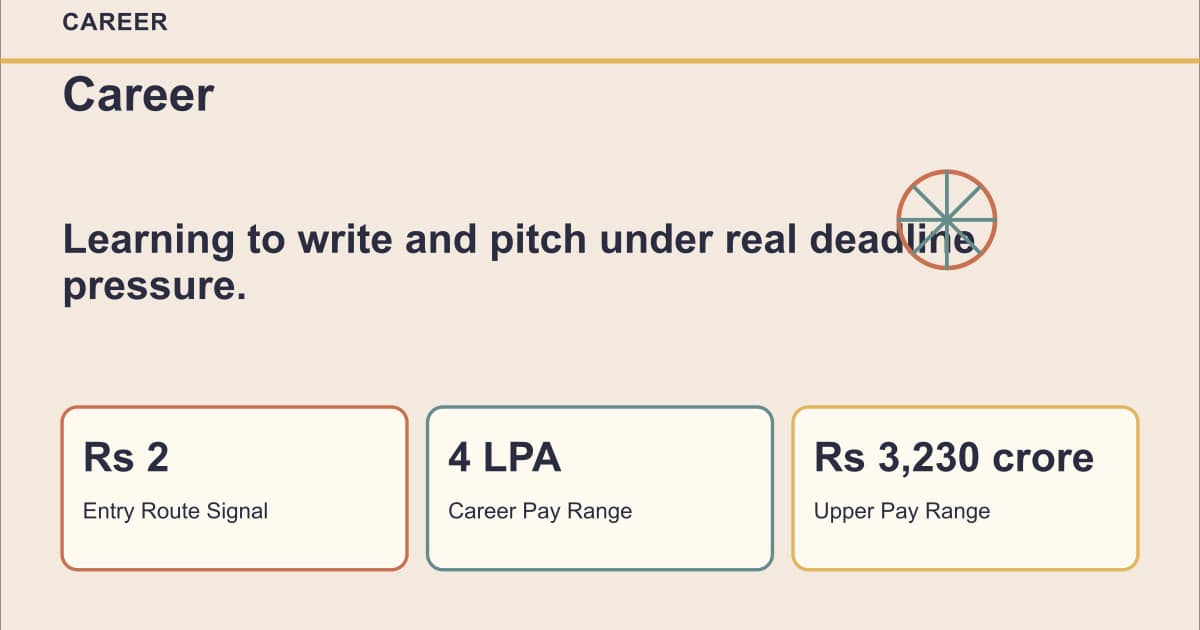 CAREER
Career
Learning to write and pitch under real deadline
pressure.
Rs 2
Entry Route Signal
4 LPA
Career Pay Range
Rs 3,230 crore
Upper Pay Range